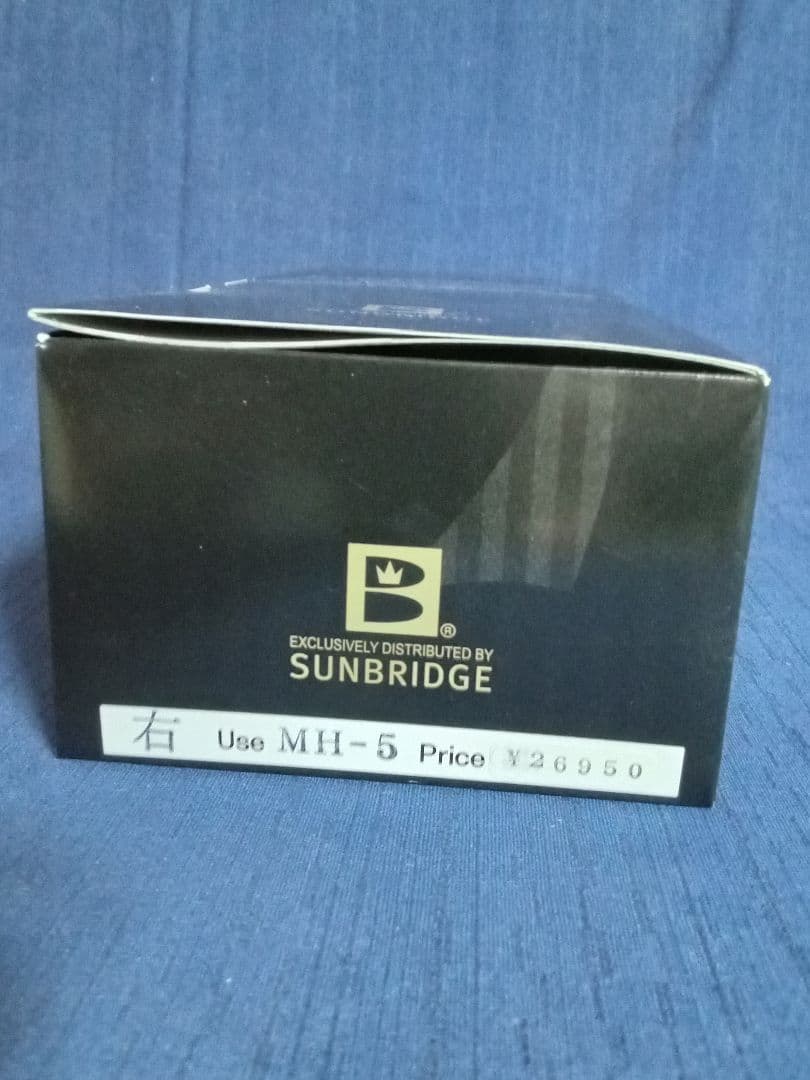 B®
EXCLUSIVELY DISTRIBUTED BY
SUNBRIDGE
右 Use MH-5 Price ¥26950